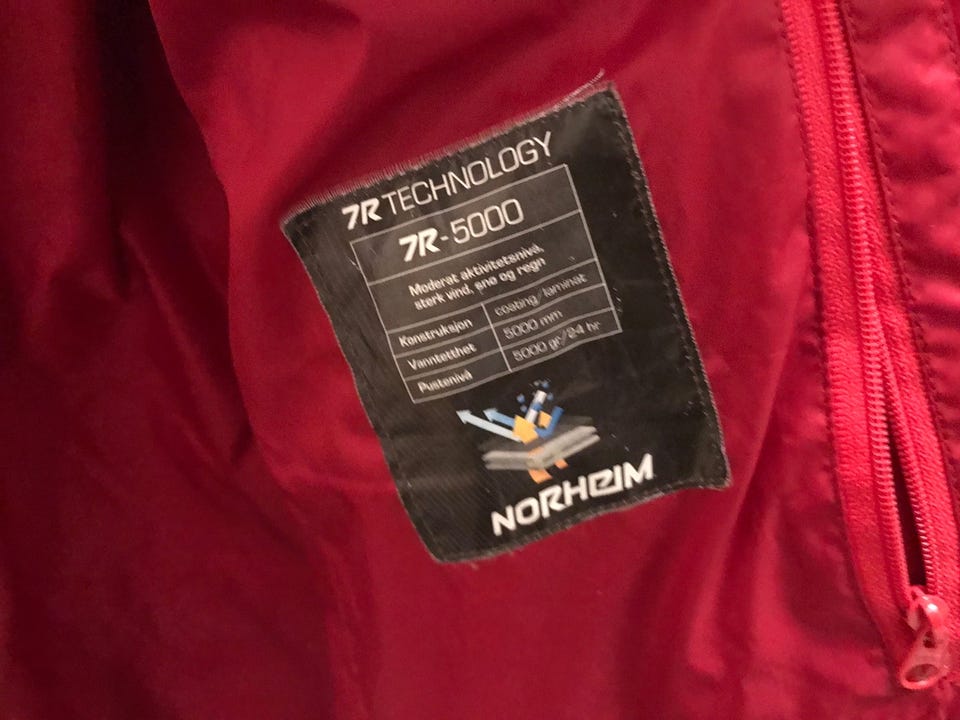 7R TECHNOLOGY
7R-5000
Moderat aktivitetsnivå,
sterk vind, snø og regn
Konstruksjon coating/laminat
Vanntetthet 5000 mm
Pustenivå 5000 gr/24 hr
NORHEIM